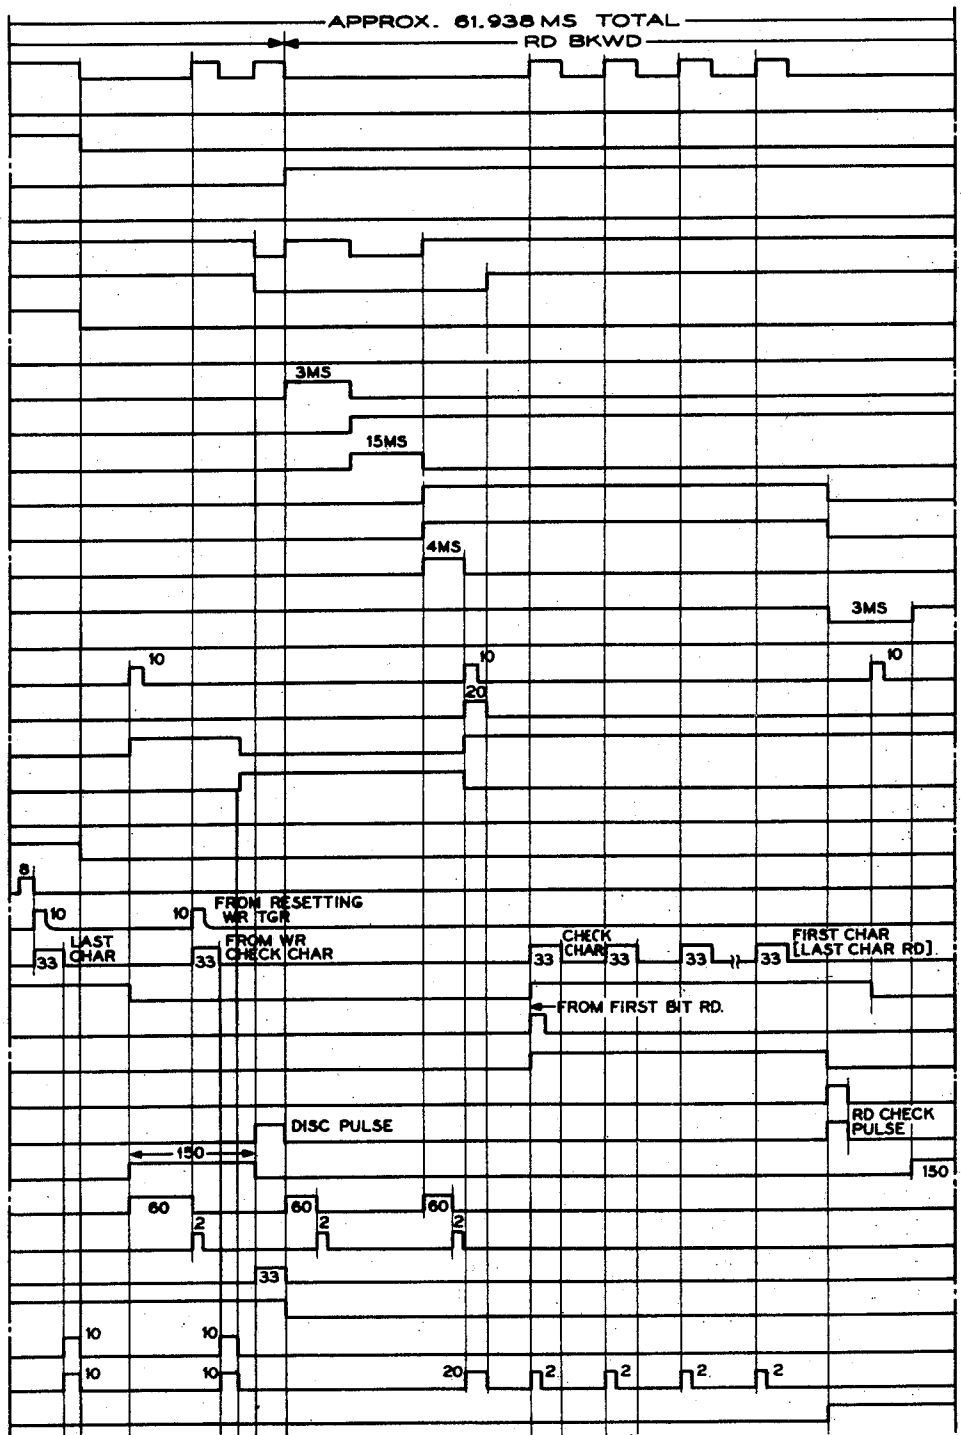 APPROX. 61.938 MS TOTAL
RD BKWD
3MS
15MS
4MS
3MS
10
10
10
20
8
10
10
FROM RESETTING
WR TGR
33
LAST
CHAR
33
FROM WR
CHECK CHAR
33
CHECK
CHAR
33
33
33
FIRST CHAR
[LAST CHAR RD].
FROM FIRST BIT RD.
DISC PULSE
RD CHECK
PULSE
150
150
60
60
60
2
2
2
33
10
10
10
10
20
2
2
2
2